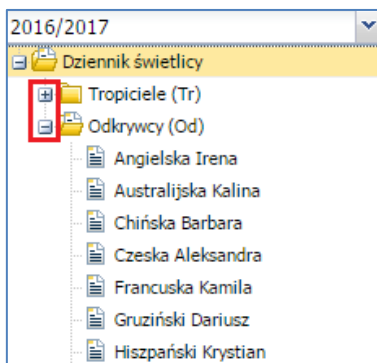 2016/2017
Dziennik świetlicy
Tropiciele (Tr)
Odkrywcy (Od)
Angielska Irena
Australijska Kalina
Chińska Barbara
Czeska Aleksandra
Francuska Kamila
Gruziński Dariusz
Hiszpański Krystian